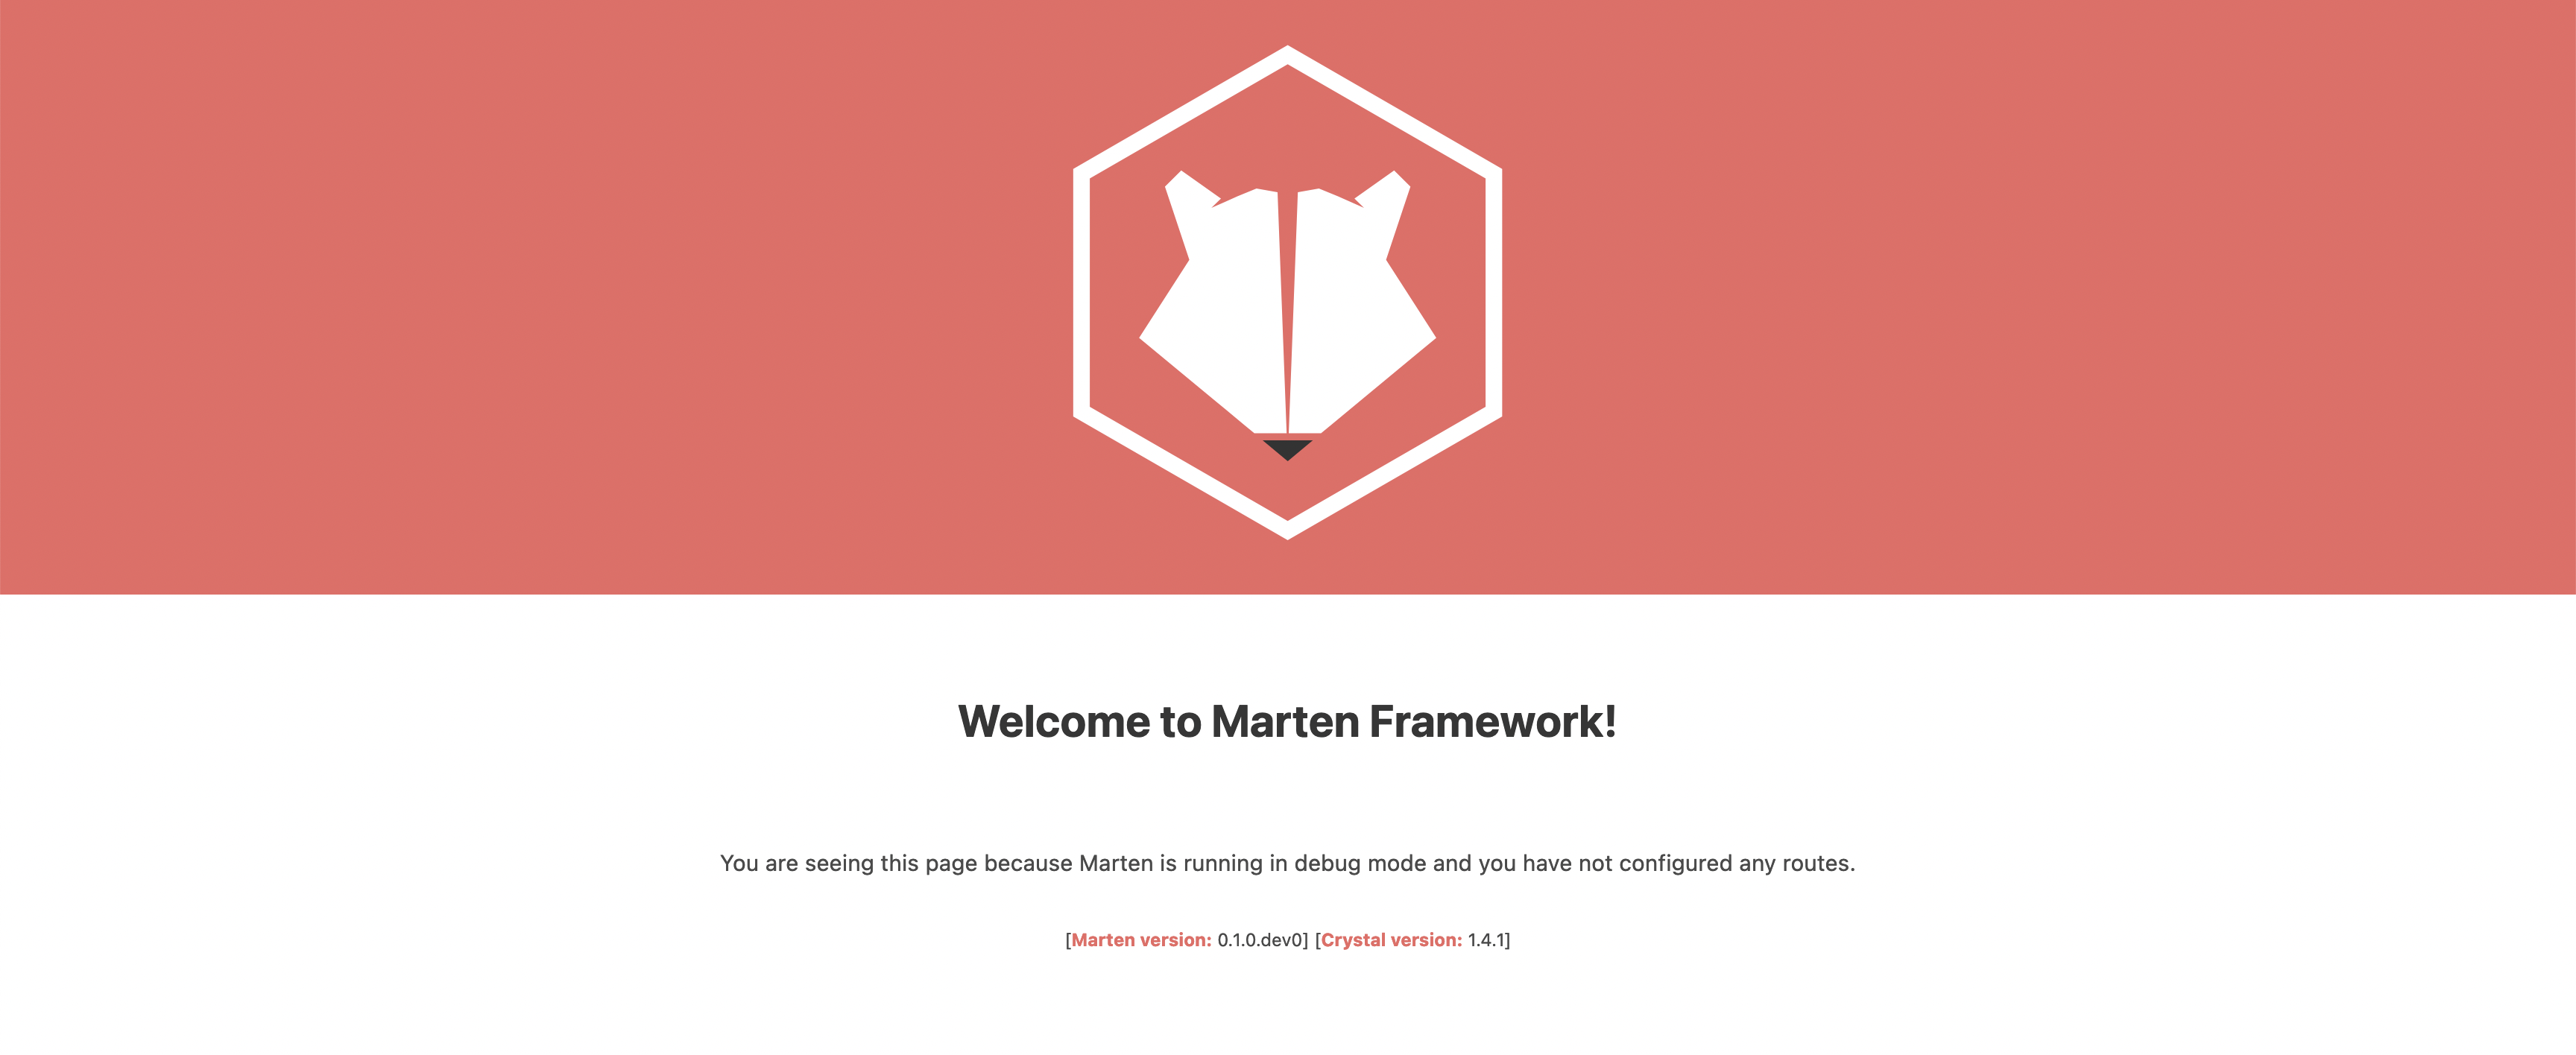 Welcome to Marten Framework!
You are seeing this page because Marten is running in debug mode and you have not configured any routes.
[Marten version: 0.1.0.dev0] [Crystal version: 1.4.1]